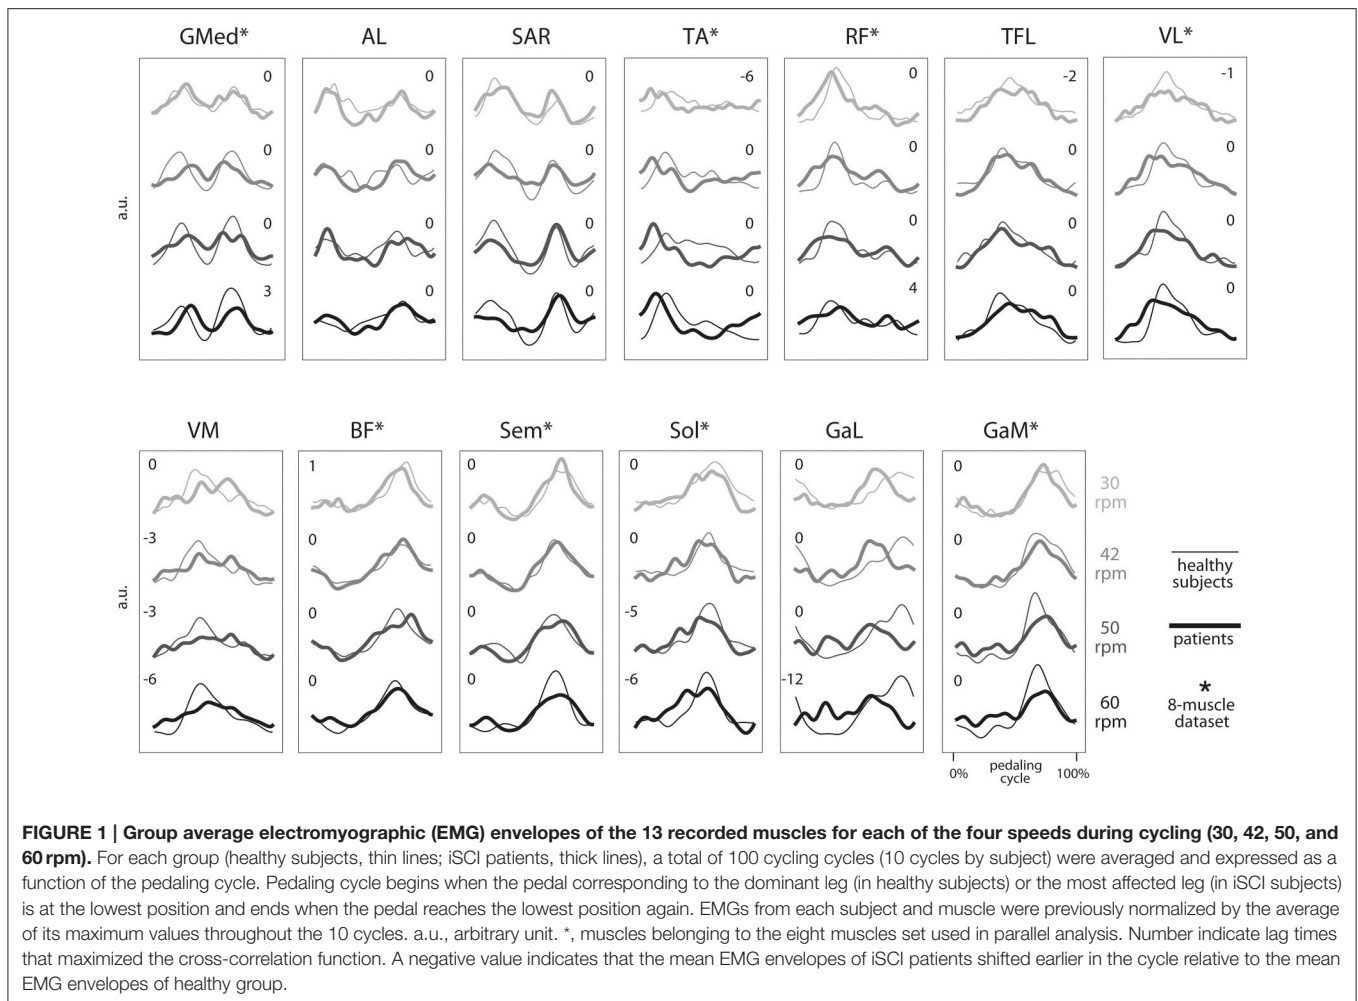 GMed* AL SAR TA* RF* TFL VL*
0 0 0 -6 0 -2 -1
0 0 0 0 0 0 0
a.u.
0 0 0 0 0 0 0
3 0 0 0 4 0 0
VM BF* Sem* Sol* GaL GaM*
0 1 0 0 0 0 30
rpm
-3 0 0 0 0 0 42
rpm
healthy
subjects
a.u.
-3 0 0 -5 0 0 50
rpm
patients
-6 0 0 -6 -12 0 60
rpm
*
8-muscle
dataset
0% pedaling 100%
cycle
FIGURE 1 | Group average electromyographic (EMG) envelopes of the 13 recorded muscles for each of the four speeds during cycling (30, 42, 50, and
60 rpm). For each group (healthy subjects, thin lines; iSCI patients, thick lines), a total of 100 cycling cycles (10 cycles by subject) were averaged and expressed as a
function of the pedaling cycle. Pedaling cycle begins when the pedal corresponding to the dominant leg (in healthy subjects) or the most affected leg (in iSCI subjects)
is at the lowest position and ends when the pedal reaches the lowest position again. EMGs from each subject and muscle were previously normalized by the average
of its maximum values throughout the 10 cycles. a.u., arbitrary unit. *, muscles belonging to the eight muscles set used in parallel analysis. Number indicate lag times
that maximized the cross-correlation function. A negative value indicates that the mean EMG envelopes of iSCI patients shifted earlier in the cycle relative to the mean
EMG envelopes of healthy group.